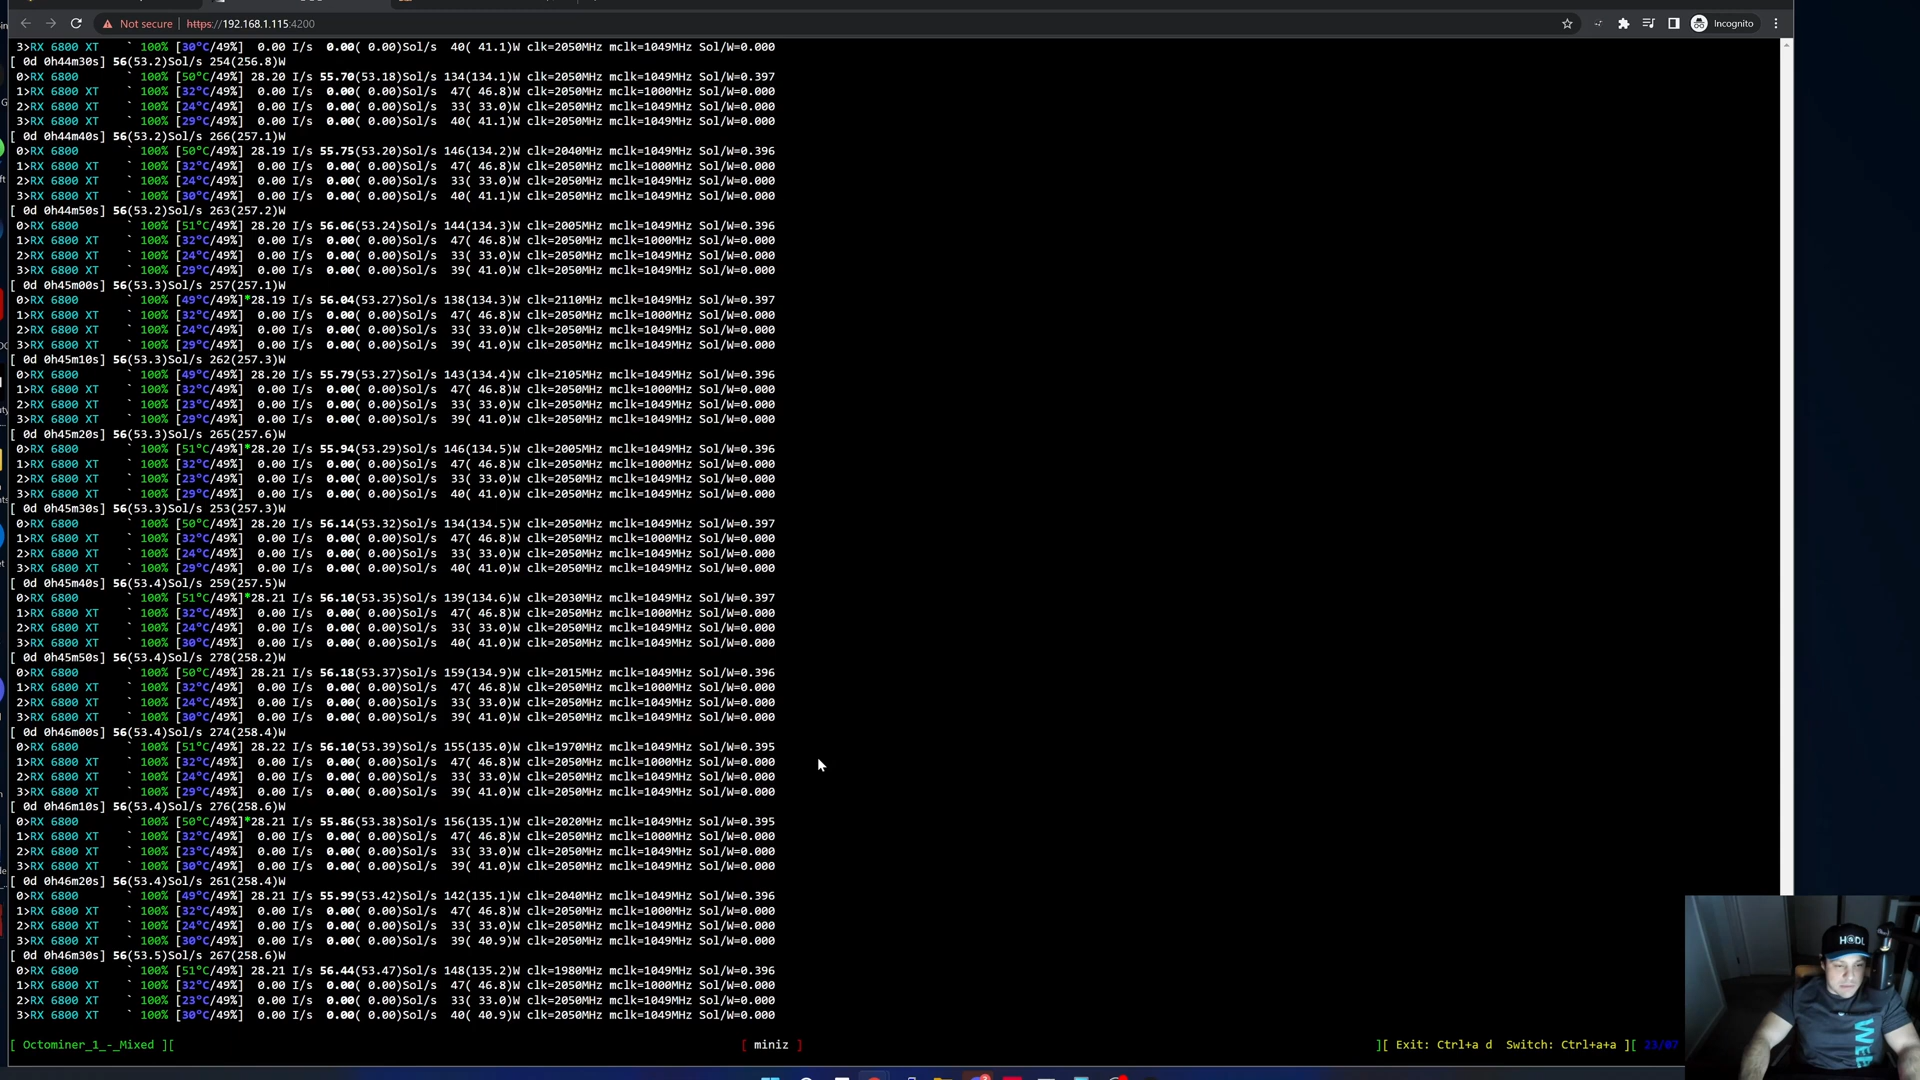 Not secure | https://192.168.1.115:4200 Incognito
3>RX 6800 XT ` 100% [30°C/49%] 0.00 I/s 0.00( 0.00)Sol/s 40( 41.1)W clk=2050MHz mclk=1049MHz Sol/W=0.000
[ 0d 0h44m30s] 56(53.2)Sol/s 254(256.8)W
0>RX 6800 ` 100% [50°C/49%] 28.20 I/s 55.70(53.18)Sol/s 134(134.1)W clk=2050MHz mclk=1049MHz Sol/W=0.397
1>RX 6800 XT ` 100% [32°C/49%] 0.00 I/s 0.00( 0.00)Sol/s 47( 46.8)W clk=2050MHz mclk=1000MHz Sol/W=0.000
2>RX 6800 XT ` 100% [24°C/49%] 0.00 I/s 0.00( 0.00)Sol/s 33( 33.0)W clk=2050MHz mclk=1049MHz Sol/W=0.000
3>RX 6800 XT ` 100% [29°C/49%] 0.00 I/s 0.00( 0.00)Sol/s 40( 41.1)W clk=2050MHz mclk=1049MHz Sol/W=0.000
[ 0d 0h44m40s] 56(53.2)Sol/s 266(257.1)W
0>RX 6800 ` 100% [50°C/49%] 28.19 I/s 55.75(53.20)Sol/s 146(134.2)W clk=2040MHz mclk=1049MHz Sol/W=0.396
1>RX 6800 XT ` 100% [32°C/49%] 0.00 I/s 0.00( 0.00)Sol/s 47( 46.8)W clk=2050MHz mclk=1000MHz Sol/W=0.000
2>RX 6800 XT ` 100% [24°C/49%] 0.00 I/s 0.00( 0.00)Sol/s 33( 33.0)W clk=2050MHz mclk=1049MHz Sol/W=0.000
3>RX 6800 XT ` 100% [30°C/49%] 0.00 I/s 0.00( 0.00)Sol/s 40( 41.1)W clk=2050MHz mclk=1049MHz Sol/W=0.000
[ 0d 0h44m50s] 56(53.2)Sol/s 263(257.2)W
0>RX 6800 ` 100% [51°C/49%] 28.20 I/s 56.06(53.24)Sol/s 144(134.3)W clk=2005MHz mclk=1049MHz Sol/W=0.396
1>RX 6800 XT ` 100% [32°C/49%] 0.00 I/s 0.00( 0.00)Sol/s 47( 46.8)W clk=2050MHz mclk=1000MHz Sol/W=0.000
2>RX 6800 XT ` 100% [24°C/49%] 0.00 I/s 0.00( 0.00)Sol/s 33( 33.0)W clk=2050MHz mclk=1049MHz Sol/W=0.000
3>RX 6800 XT ` 100% [29°C/49%] 0.00 I/s 0.00( 0.00)Sol/s 39( 41.0)W clk=2050MHz mclk=1049MHz Sol/W=0.000
[ 0d 0h45m00s] 56(53.3)Sol/s 257(257.1)W
0>RX 6800 ` 100% [49°C/49%]*28.19 I/s 56.04(53.27)Sol/s 138(134.3)W clk=2110MHz mclk=1049MHz Sol/W=0.397
1>RX 6800 XT ` 100% [32°C/49%] 0.00 I/s 0.00( 0.00)Sol/s 47( 46.8)W clk=2050MHz mclk=1000MHz Sol/W=0.000
2>RX 6800 XT ` 100% [24°C/49%] 0.00 I/s 0.00( 0.00)Sol/s 33( 33.0)W clk=2050MHz mclk=1049MHz Sol/W=0.000
3>RX 6800 XT ` 100% [29°C/49%] 0.00 I/s 0.00( 0.00)Sol/s 39( 41.0)W clk=2050MHz mclk=1049MHz Sol/W=0.000
[ 0d 0h45m10s] 56(53.3)Sol/s 262(257.3)W
0>RX 6800 ` 100% [49°C/49%] 28.20 I/s 55.79(53.27)Sol/s 143(134.4)W clk=2105MHz mclk=1049MHz Sol/W=0.396
1>RX 6800 XT ` 100% [32°C/49%] 0.00 I/s 0.00( 0.00)Sol/s 47( 46.8)W clk=2050MHz mclk=1000MHz Sol/W=0.000
2>RX 6800 XT ` 100% [23°C/49%] 0.00 I/s 0.00( 0.00)Sol/s 33( 33.0)W clk=2050MHz mclk=1049MHz Sol/W=0.000
3>RX 6800 XT ` 100% [29°C/49%] 0.00 I/s 0.00( 0.00)Sol/s 39( 41.0)W clk=2050MHz mclk=1049MHz Sol/W=0.000
[ 0d 0h45m20s] 56(53.3)Sol/s 265(257.6)W
0>RX 6800 ` 100% [51°C/49%]*28.20 I/s 55.94(53.29)Sol/s 146(134.5)W clk=2005MHz mclk=1049MHz Sol/W=0.396
1>RX 6800 XT ` 100% [32°C/49%] 0.00 I/s 0.00( 0.00)Sol/s 47( 46.8)W clk=2050MHz mclk=1000MHz Sol/W=0.000
2>RX 6800 XT ` 100% [23°C/49%] 0.00 I/s 0.00( 0.00)Sol/s 33( 33.0)W clk=2050MHz mclk=1049MHz Sol/W=0.000
3>RX 6800 XT ` 100% [29°C/49%] 0.00 I/s 0.00( 0.00)Sol/s 40( 41.0)W clk=2050MHz mclk=1049MHz Sol/W=0.000
[ 0d 0h45m30s] 56(53.3)Sol/s 253(257.3)W
0>RX 6800 ` 100% [50°C/49%] 28.20 I/s 56.14(53.32)Sol/s 134(134.5)W clk=2050MHz mclk=1049MHz Sol/W=0.397
1>RX 6800 XT ` 100% [32°C/49%] 0.00 I/s 0.00( 0.00)Sol/s 47( 46.8)W clk=2050MHz mclk=1000MHz Sol/W=0.000
2>RX 6800 XT ` 100% [24°C/49%] 0.00 I/s 0.00( 0.00)Sol/s 33( 33.0)W clk=2050MHz mclk=1049MHz Sol/W=0.000
3>RX 6800 XT ` 100% [29°C/49%] 0.00 I/s 0.00( 0.00)Sol/s 40( 41.0)W clk=2050MHz mclk=1049MHz Sol/W=0.000
[ 0d 0h45m40s] 56(53.4)Sol/s 259(257.5)W
0>RX 6800 ` 100% [51°C/49%]*28.21 I/s 56.10(53.35)Sol/s 139(134.6)W clk=2030MHz mclk=1049MHz Sol/W=0.397
1>RX 6800 XT ` 100% [32°C/49%] 0.00 I/s 0.00( 0.00)Sol/s 47( 46.8)W clk=2050MHz mclk=1000MHz Sol/W=0.000
2>RX 6800 XT ` 100% [24°C/49%] 0.00 I/s 0.00( 0.00)Sol/s 33( 33.0)W clk=2050MHz mclk=1049MHz Sol/W=0.000
3>RX 6800 XT ` 100% [30°C/49%] 0.00 I/s 0.00( 0.00)Sol/s 40( 41.0)W clk=2050MHz mclk=1049MHz Sol/W=0.000
[ 0d 0h45m50s] 56(53.4)Sol/s 278(258.2)W
0>RX 6800 ` 100% [50°C/49%] 28.21 I/s 56.18(53.37)Sol/s 159(134.9)W clk=2015MHz mclk=1049MHz Sol/W=0.396
1>RX 6800 XT ` 100% [32°C/49%] 0.00 I/s 0.00( 0.00)Sol/s 47( 46.8)W clk=2050MHz mclk=1000MHz Sol/W=0.000
2>RX 6800 XT ` 100% [24°C/49%] 0.00 I/s 0.00( 0.00)Sol/s 33( 33.0)W clk=2050MHz mclk=1049MHz Sol/W=0.000
3>RX 6800 XT ` 100% [30°C/49%] 0.00 I/s 0.00( 0.00)Sol/s 39( 41.0)W clk=2050MHz mclk=1049MHz Sol/W=0.000
[ 0d 0h46m00s] 56(53.4)Sol/s 274(258.4)W
0>RX 6800 ` 100% [51°C/49%] 28.22 I/s 56.10(53.39)Sol/s 155(135.0)W clk=1970MHz mclk=1049MHz Sol/W=0.395
1>RX 6800 XT ` 100% [32°C/49%] 0.00 I/s 0.00( 0.00)Sol/s 47( 46.8)W clk=2050MHz mclk=1000MHz Sol/W=0.000
2>RX 6800 XT ` 100% [24°C/49%] 0.00 I/s 0.00( 0.00)Sol/s 33( 33.0)W clk=2050MHz mclk=1049MHz Sol/W=0.000
3>RX 6800 XT ` 100% [29°C/49%] 0.00 I/s 0.00( 0.00)Sol/s 39( 41.0)W clk=2050MHz mclk=1049MHz Sol/W=0.000
[ 0d 0h46m10s] 56(53.4)Sol/s 276(258.6)W
0>RX 6800 ` 100% [50°C/49%]*28.21 I/s 55.86(53.38)Sol/s 156(135.1)W clk=2020MHz mclk=1049MHz Sol/W=0.395
1>RX 6800 XT ` 100% [32°C/49%] 0.00 I/s 0.00( 0.00)Sol/s 47( 46.8)W clk=2050MHz mclk=1000MHz Sol/W=0.000
2>RX 6800 XT ` 100% [23°C/49%] 0.00 I/s 0.00( 0.00)Sol/s 33( 33.0)W clk=2050MHz mclk=1049MHz Sol/W=0.000
3>RX 6800 XT ` 100% [30°C/49%] 0.00 I/s 0.00( 0.00)Sol/s 39( 41.0)W clk=2050MHz mclk=1049MHz Sol/W=0.000
[ 0d 0h46m20s] 56(53.4)Sol/s 261(258.4)W
0>RX 6800 ` 100% [49°C/49%] 28.21 I/s 55.99(53.42)Sol/s 142(135.1)W clk=2040MHz mclk=1049MHz Sol/W=0.396
1>RX 6800 XT ` 100% [32°C/49%] 0.00 I/s 0.00( 0.00)Sol/s 47( 46.8)W clk=2050MHz mclk=1000MHz Sol/W=0.000
2>RX 6800 XT ` 100% [24°C/49%] 0.00 I/s 0.00( 0.00)Sol/s 33( 33.0)W clk=2050MHz mclk=1049MHz Sol/W=0.000
3>RX 6800 XT ` 100% [30°C/49%] 0.00 I/s 0.00( 0.00)Sol/s 39( 40.9)W clk=2050MHz mclk=1049MHz Sol/W=0.000
[ 0d 0h46m30s] 56(53.5)Sol/s 267(258.6)W
0>RX 6800 ` 100% [51°C/49%] 28.21 I/s 56.44(53.47)Sol/s 148(135.2)W clk=1980MHz mclk=1049MHz Sol/W=0.396
1>RX 6800 XT ` 100% [32°C/49%] 0.00 I/s 0.00( 0.00)Sol/s 47( 46.8)W clk=2050MHz mclk=1000MHz Sol/W=0.000
2>RX 6800 XT ` 100% [23°C/49%] 0.00 I/s 0.00( 0.00)Sol/s 33( 33.0)W clk=2050MHz mclk=1049MHz Sol/W=0.000
3>RX 6800 XT ` 100% [30°C/49%] 0.00 I/s 0.00( 0.00)Sol/s 40( 40.9)W clk=2050MHz mclk=1049MHz Sol/W=0.000
HODL
[ Octominer_1_-_Mixed ][ [ miniz ] ][ Exit: Ctrl+a d Switch: Ctrl+a+a ][ 23/07